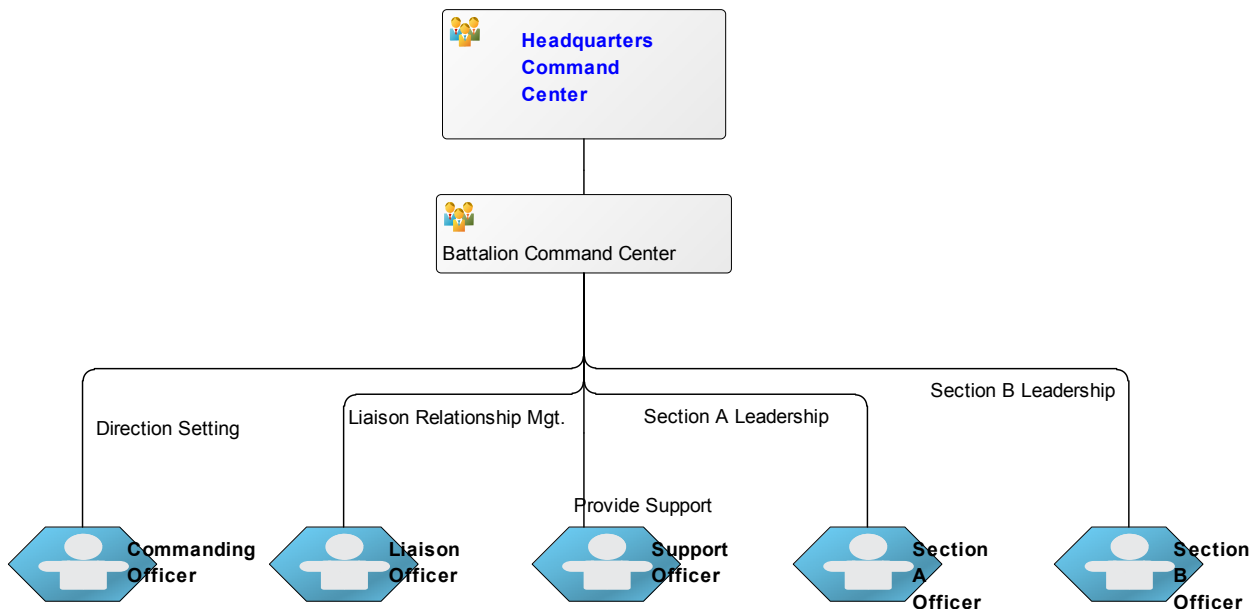 Headquarters
Command
Center
Battalion Command Center
Section B Leadership
Liaison Relationship Mgt.
Section A Leadership
Direction Setting
Provide Support
Commanding
Officer
Liaison
Officer
Support
Officer
Section
A
Officer
Section
B
Officer